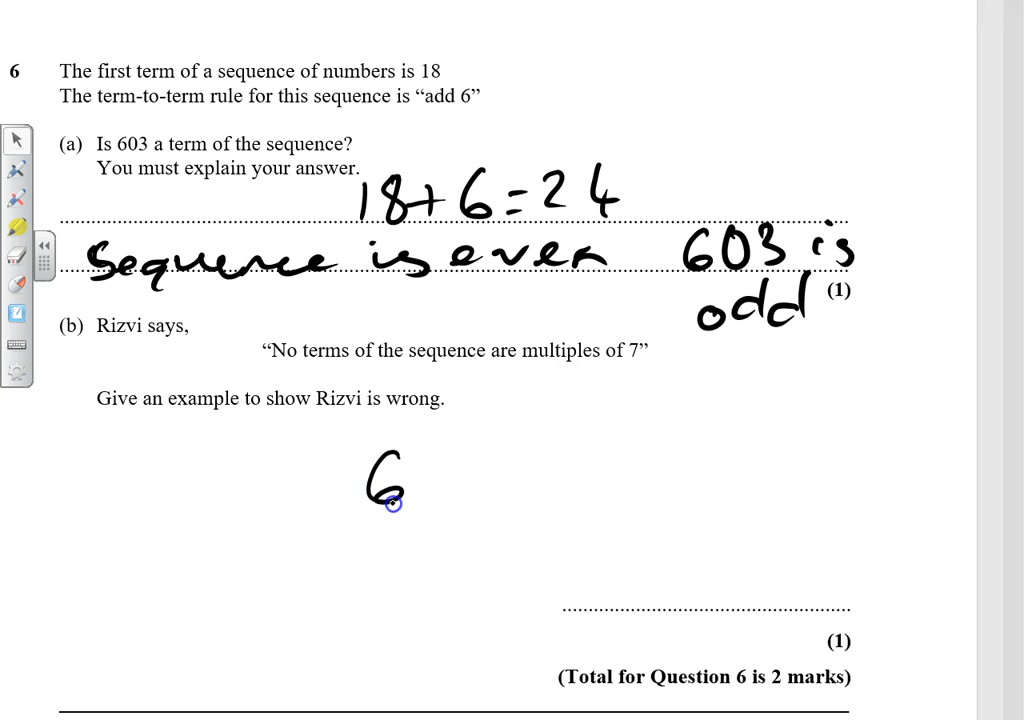 6 The first term of a sequence of numbers is 18
The term-to-term rule for this sequence is “add 6”
(a) Is 603 a term of the sequence?
You must explain your answer.
18+6=24
Sequence is even 603 is
odd
(1)
(b) Rizvi says,
“No terms of the sequence are multiples of 7”
Give an example to show Rizvi is wrong.
6
(1)
(Total for Question 6 is 2 marks)